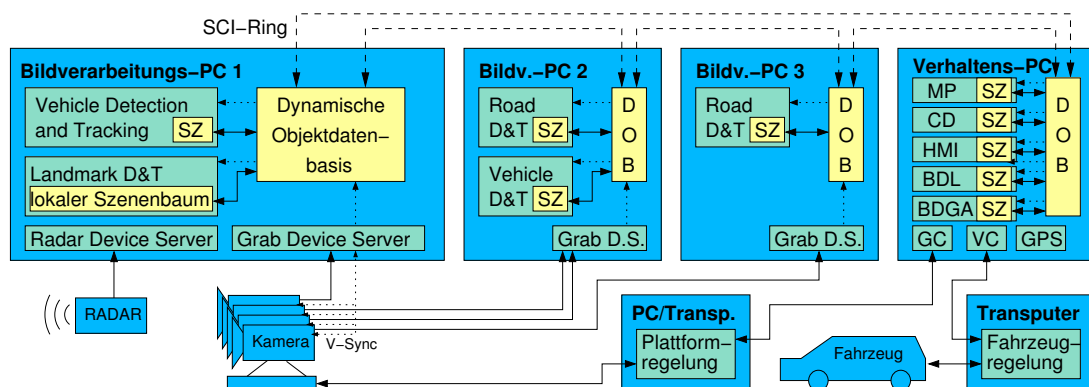 SCI-Ring
Bildverarbeitungs-PC 1
Vehicle Detection
and Tracking
SZ
Landmark D&T
lokaler Szenenbaum
Dynamische
Objektdaten-
basis
Radar Device Server
Grab Device Server
Bildv.-PC 2
Road
D&T
SZ
Vehicle
D&T
SZ
D
O
B
Grab D.S.
Bildv.-PC 3
Road
D&T
SZ
D
O
B
Grab D.S.
Verhaltens-PC
MP
SZ
CD
SZ
HMI
SZ
BDL
SZ
BDGA
SZ
D
O
B
GC
VC
GPS
RADAR
Kamera
V-Sync
PC/Transp.
Plattform-
regelung
Fahrzeug
Transputer
Fahrzeug-
regelung